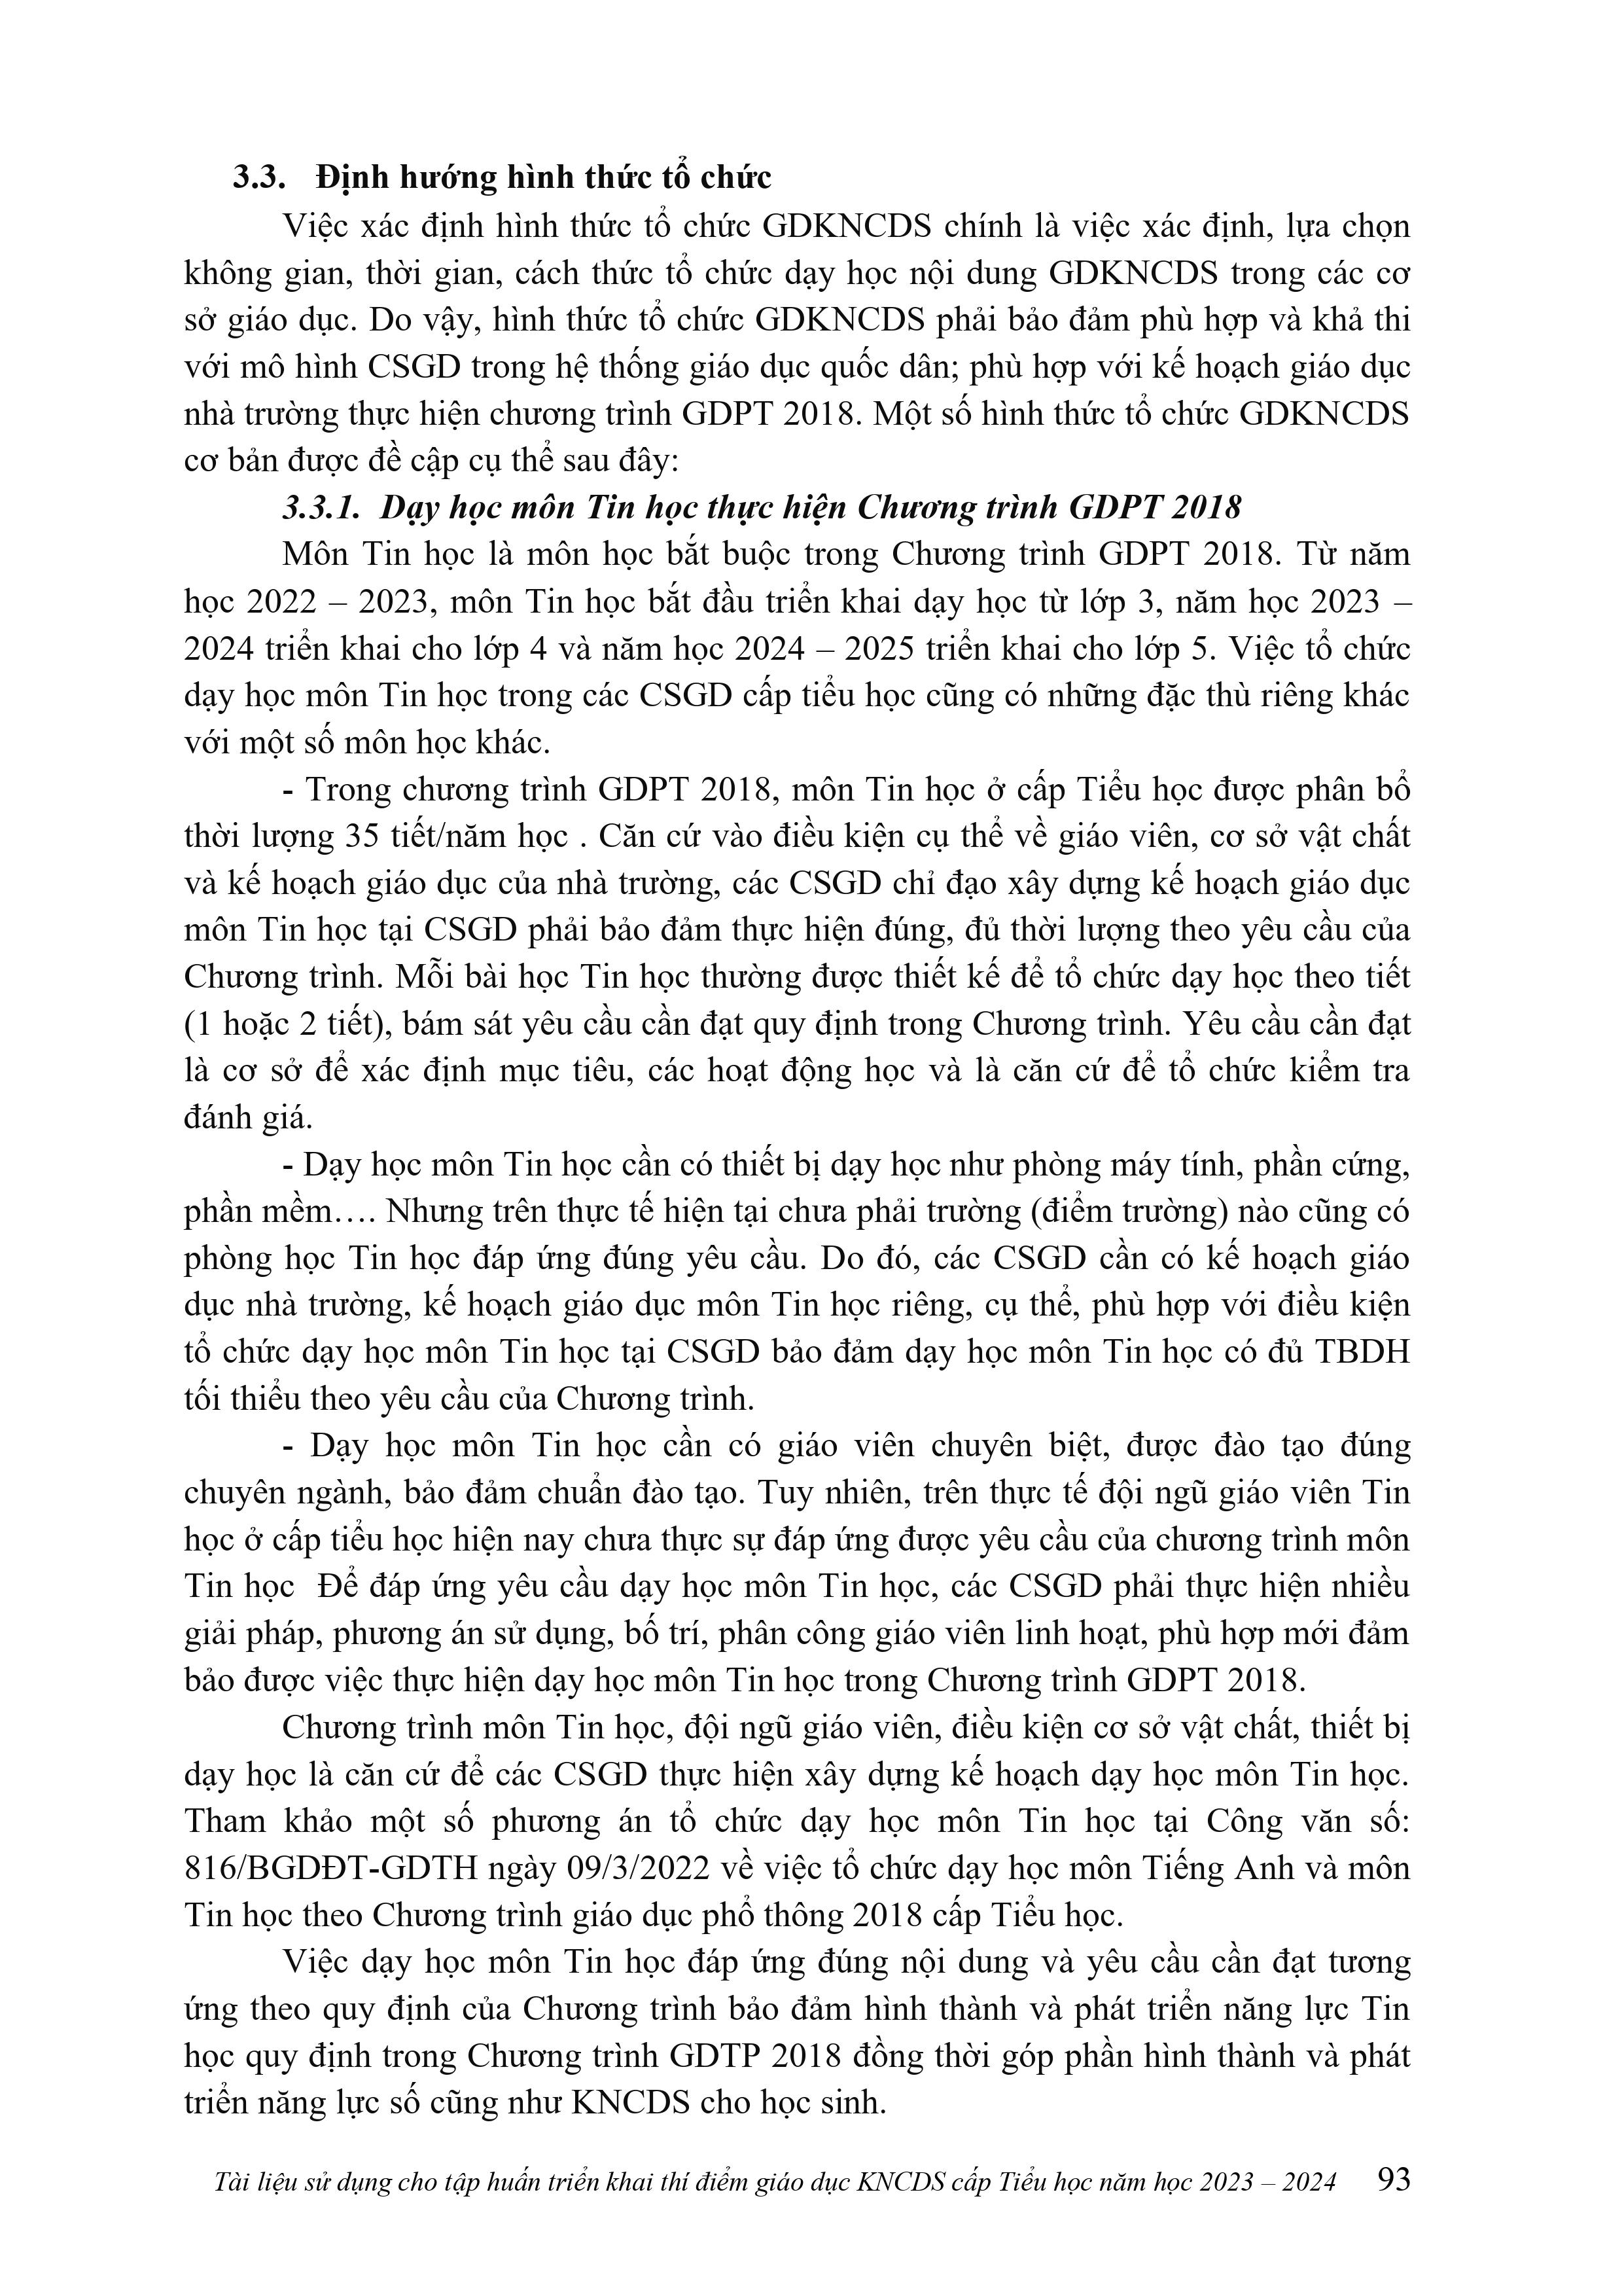 3.3. Định hướng hình thức tổ chức
Việc xác định hình thức tổ chức GDKNCDS chính là việc xác định, lựa chọn
không gian, thời gian, cách thức tổ chức dạy học nội dung GDKNCDS trong các cơ
sở giáo dục. Do vậy, hình thức tổ chức GDKNCDS phải bảo đảm phù hợp và khả thi
với mô hình CSGD trong hệ thống giáo dục quốc dân; phù hợp với kế hoạch giáo dục
nhà trường thực hiện chương trình GDPT 2018. Một số hình thức tổ chức GDKNCDS
cơ bản được đề cập cụ thể sau đây:
3.3.1. Dạy học môn Tin học thực hiện Chương trình GDPT 2018
Môn Tin học là môn học bắt buộc trong Chương trình GDPT 2018. Từ năm
học 2022 – 2023, môn Tin học bắt đầu triển khai dạy học từ lớp 3, năm học 2023 –
2024 triển khai cho lớp 4 và năm học 2024 – 2025 triển khai cho lớp 5. Việc tổ chức
dạy học môn Tin học trong các CSGD cấp tiểu học cũng có những đặc thù riêng khác
với một số môn học khác.
- Trong chương trình GDPT 2018, môn Tin học ở cấp Tiểu học được phân bổ
thời lượng 35 tiết/năm học . Căn cứ vào điều kiện cụ thể về giáo viên, cơ sở vật chất
và kế hoạch giáo dục của nhà trường, các CSGD chỉ đạo xây dựng kế hoạch giáo dục
môn Tin học tại CSGD phải bảo đảm thực hiện đúng, đủ thời lượng theo yêu cầu của
Chương trình. Mỗi bài học Tin học thường được thiết kế để tổ chức dạy học theo tiết
(1 hoặc 2 tiết), bám sát yêu cầu cần đạt quy định trong Chương trình. Yêu cầu cần đạt
là cơ sở để xác định mục tiêu, các hoạt động học và là căn cứ để tổ chức kiểm tra
đánh giá.
- Dạy học môn Tin học cần có thiết bị dạy học như phòng máy tính, phần cứng,
phần mềm…. Nhưng trên thực tế hiện tại chưa phải trường (điểm trường) nào cũng có
phòng học Tin học đáp ứng đúng yêu cầu. Do đó, các CSGD cần có kế hoạch giáo
dục nhà trường, kế hoạch giáo dục môn Tin học riêng, cụ thể, phù hợp với điều kiện
tổ chức dạy học môn Tin học tại CSGD bảo đảm dạy học môn Tin học có đủ TBDH
tối thiểu theo yêu cầu của Chương trình.
- Dạy học môn Tin học cần có giáo viên chuyên biệt, được đào tạo đúng
chuyên ngành, bảo đảm chuẩn đào tạo. Tuy nhiên, trên thực tế đội ngũ giáo viên Tin
học ở cấp tiểu học hiện nay chưa thực sự đáp ứng được yêu cầu của chương trình môn
Tin học  Để đáp ứng yêu cầu dạy học môn Tin học, các CSGD phải thực hiện nhiều
giải pháp, phương án sử dụng, bố trí, phân công giáo viên linh hoạt, phù hợp mới đảm
bảo được việc thực hiện dạy học môn Tin học trong Chương trình GDPT 2018.
Chương trình môn Tin học, đội ngũ giáo viên, điều kiện cơ sở vật chất, thiết bị
dạy học là căn cứ để các CSGD thực hiện xây dựng kế hoạch dạy học môn Tin học.
Tham khảo một số phương án tổ chức dạy học môn Tin học tại Công văn số:
816/BGDĐT-GDTH ngày 09/3/2022 về việc tổ chức dạy học môn Tiếng Anh và môn
Tin học theo Chương trình giáo dục phổ thông 2018 cấp Tiểu học.
Việc dạy học môn Tin học đáp ứng đúng nội dung và yêu cầu cần đạt tương
ứng theo quy định của Chương trình bảo đảm hình thành và phát triển năng lực Tin
học quy định trong Chương trình GDTP 2018 đồng thời góp phần hình thành và phát
triển năng lực số cũng như KNCDS cho học sinh.
Tài liệu sử dụng cho tập huấn triển khai thí điểm giáo dục KNCDS cấp Tiểu học năm học 2023 – 2024 93